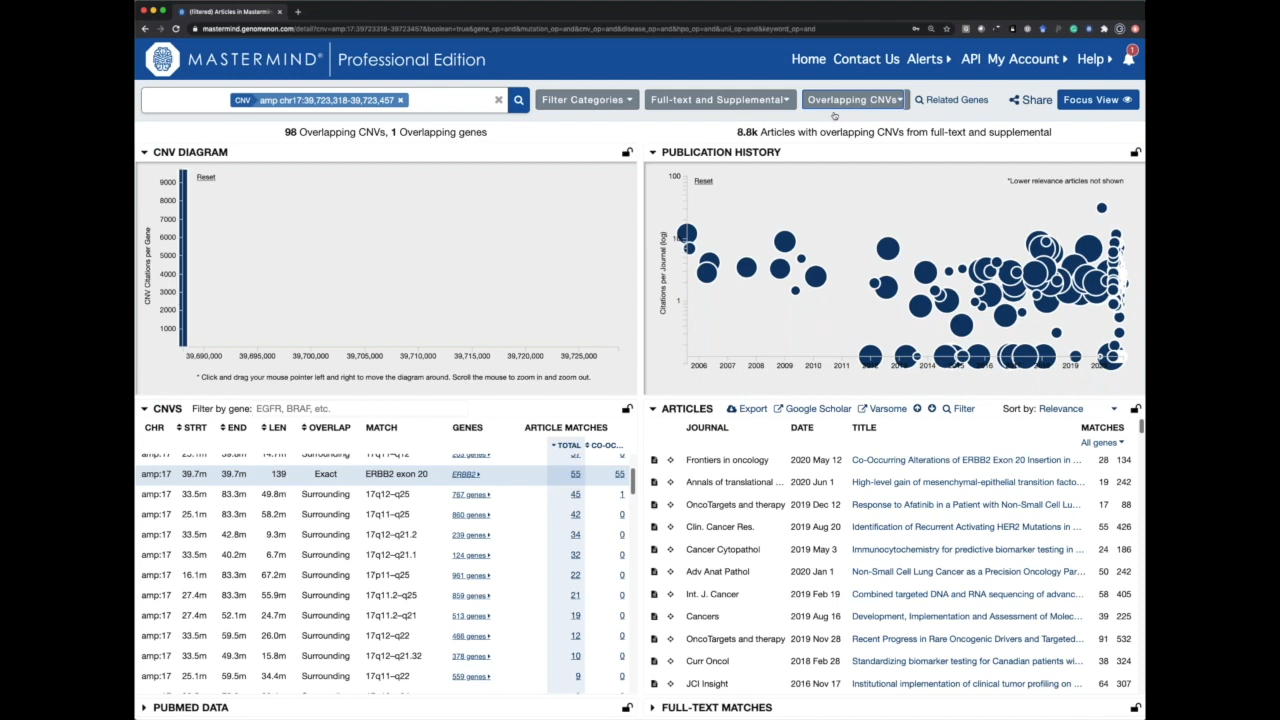 (filtered) Articles in Mastermin
mastermind.genomenon.com/detail?cnv=amp:17:39723318-39723457&boolean=true&gene_op=and&mutation_op=and&cnv_op=and&disease_op=and&hpo_op=and&unii_op=and&keyword_op=and
MASTERMIND® Professional Edition
Home Contact Us Alerts API My Account Help 1
CNV amp chr17:39,723,318-39,723,457 × Filter Categories Full-text and Supplemental Overlapping CNVs Related Genes Share Focus View
98 Overlapping CNVs, 1 Overlapping genes
8.8k Articles with overlapping CNVs from full-text and supplemental
CNV DIAGRAM
Reset
CNV Citations per Gene
9000
8000
7000
6000
5000
4000
3000
2000
1000
39,690,000 39,695,000 39,700,000 39,705,000 39,710,000 39,715,000 39,720,000 39,725,000
* Click and drag your mouse pointer left and right to move the diagram around. Scroll the mouse to zoom in and zoom out.
PUBLICATION HISTORY
Reset
*Lower relevance articles not shown
Citations per Journal (log)
100
1
2006 2007 2008 2009 2010 2011 2014 2019
CNVS Filter by gene: EGFR, BRAF, etc.
CHR STRT END LEN OVERLAP MATCH GENES ARTICLE MATCHES
TOTAL CO-OC...
amp:17 39.7m 39.7m 139 Exact ERBB2 exon 20 ERBB2 55 55
amp:17 33.5m 83.3m 49.8m Surrounding 17q12-q25 767 genes 45 1
amp:17 25.1m 83.3m 58.2m Surrounding 17q11-q25 860 genes 42 0
amp:17 33.5m 42.8m 9.3m Surrounding 17q12-q21.2 239 genes 34 0
amp:17 33.5m 40.2m 6.7m Surrounding 17q12-q21.1 124 genes 32 0
amp:17 16.1m 83.3m 67.2m Surrounding 17p11-q25 961 genes 22 0
amp:17 27.4m 83.3m 55.9m Surrounding 17q11.2-q25 859 genes 21 0
amp:17 27.4m 52.1m 24.7m Surrounding 17q11.2-q21 513 genes 19 0
amp:17 33.5m 59.5m 26.0m Surrounding 17q12-q22 466 genes 12 0
amp:17 33.5m 49.3m 15.8m Surrounding 17q12-q21.32 378 genes 10 0
amp:17 25.1m 59.5m 34.4m Surrounding 17q11-q22 559 genes 9 0
ARTICLES Export Google Scholar Varsome Filter Sort by: Relevance
JOURNAL DATE TITLE MATCHES
All genes
Frontiers in oncology 2020 May 12 Co-Occurring Alterations of ERBB2 Exon 20 Insertion in ... 28 134
Annals of translational ... 2020 Jun 1 High-level gain of mesenchymal-epithelial transition facto... 19 242
OncoTargets and therapy 2019 Dec 12 Response to Afatinib in a Patient with Non-Small Cell Lu... 17 88
Clin. Cancer Res. 2019 Aug 20 Identification of Recurrent Activating HER2 Mutations in ... 55 426
Cancer Cytopathol 2019 May 3 Immunocytochemistry for predictive biomarker testing in ... 24 186
Adv Anat Pathol 2020 Jan 1 Non-Small Cell Lung Cancer as a Precision Oncology Par... 50 242
Int. J. Cancer 2019 Feb 19 Combined targeted DNA and RNA sequencing of advanc... 58 405
Cancers 2019 Aug 16 Development, Implementation and Assessment of Molec... 39 225
OncoTargets and therapy 2019 Nov 28 Recent Progress in Rare Oncogenic Drivers and Targeted... 91 532
Curr Oncol 2018 Feb 28 Standardizing biomarker testing for Canadian patients wi... 38 324
JCI Insight 2016 Nov 17 Institutional implementation of clinical tumor profiling on ... 64 307
PUBMED DATA
FULL-TEXT MATCHES